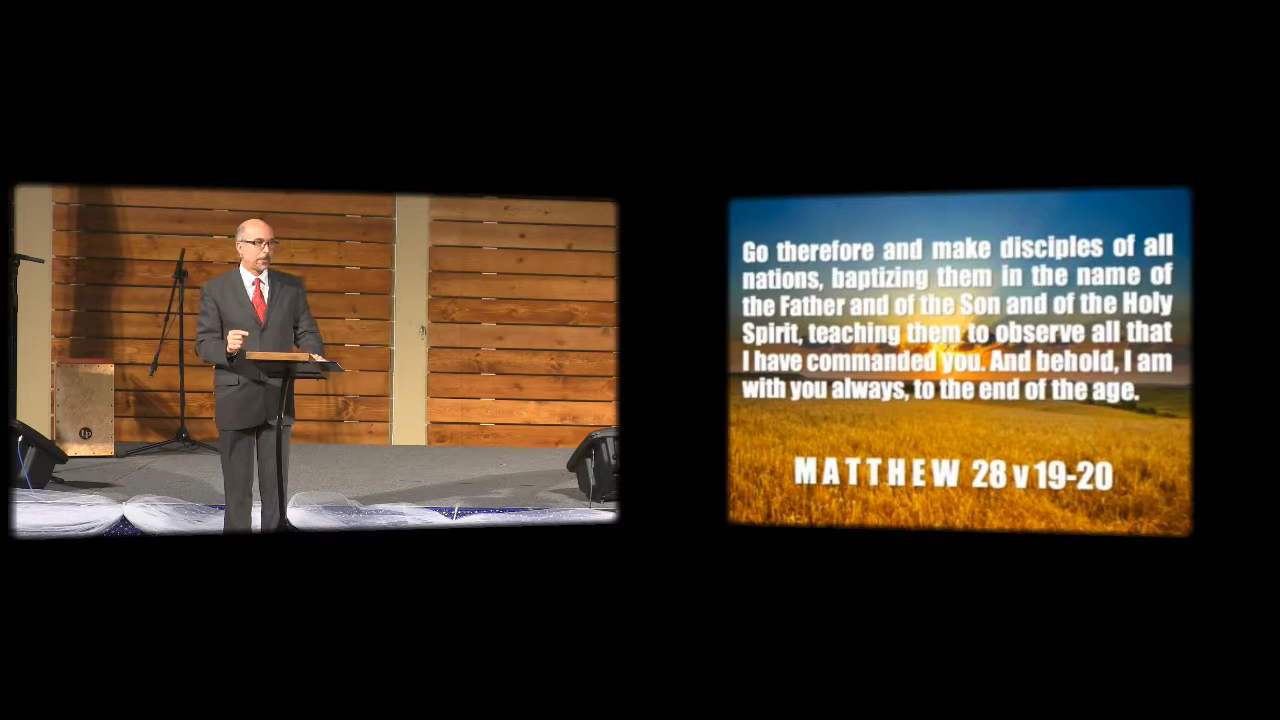 Go therefore and make disciples of all
nations, baptizing them in the name of
the Father and of the Son and of the Holy
Spirit, teaching them to observe all that
I have commanded you. And behold, I am
with you always, to the end of the age.
MATTHEW 28 v 19-20
LP